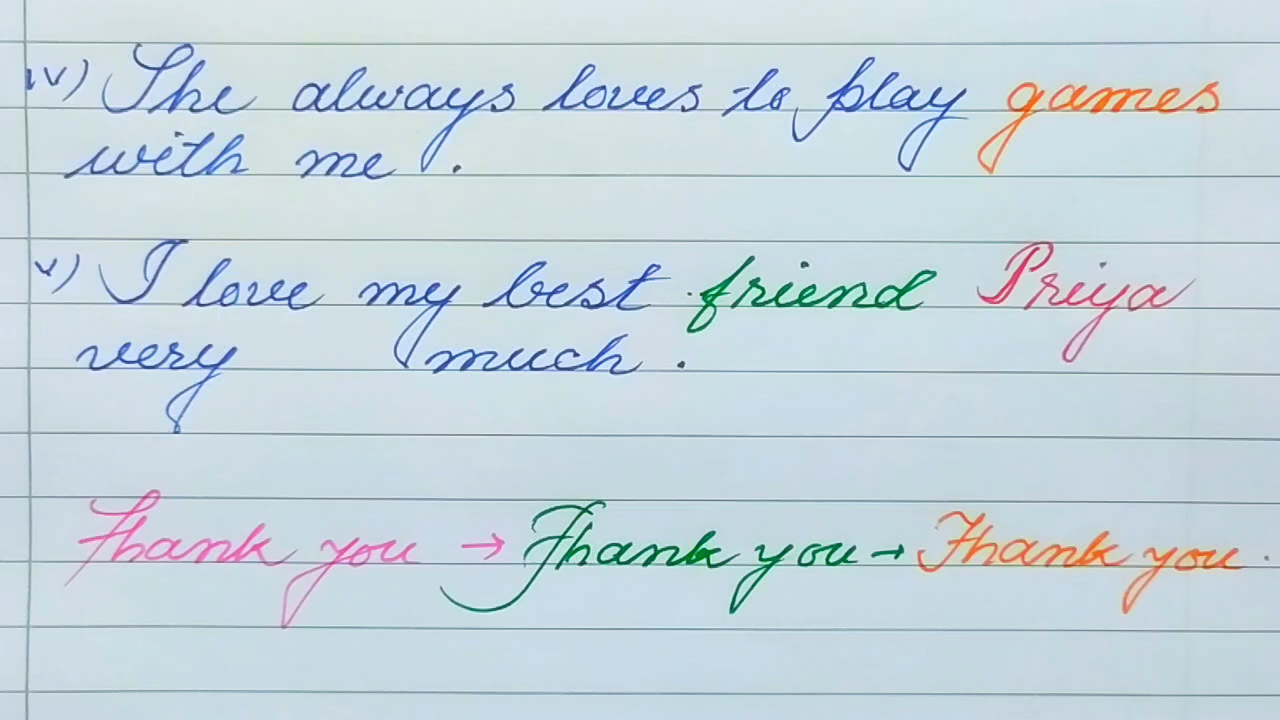 iv) She always loves to play games
with me.
v) I love my best friend Priya
very much.
Thank you → Thank you → Thank you.